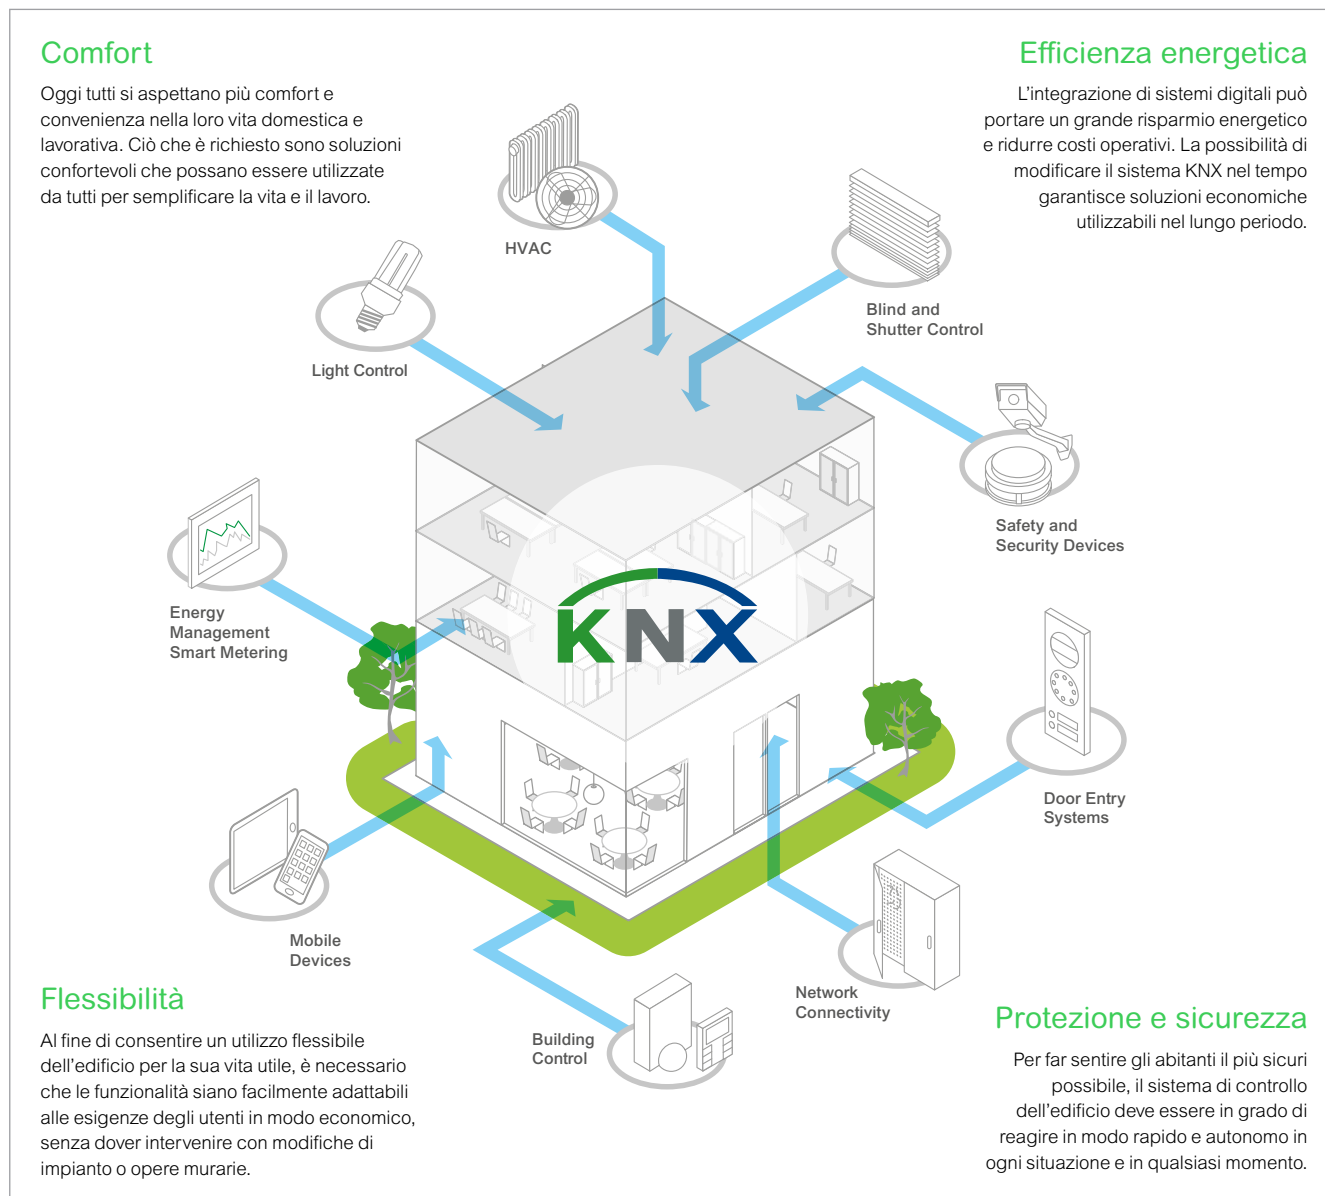 Comfort
Oggi tutti si aspettano più comfort e
convenienza nella loro vita domestica e
lavorativa. Ciò che è richiesto sono soluzioni
confortevoli che possano essere utilizzate
da tutti per semplificare la vita e il lavoro.
Efficienza energetica
L'integrazione di sistemi digitali può
portare un grande risparmio energetico
e ridurre costi operativi. La possibilità di
modificare il sistema KNX nel tempo
garantisce soluzioni economiche
utilizzabili nel lungo periodo.
HVAC
Blind and
Shutter Control
Light Control
Safety and
Security Devices
Energy
Management
Smart Metering
KNX
Door Entry
Systems
Mobile
Devices
Network
Connectivity
Building
Control
Flessibilità
Al fine di consentire un utilizzo flessibile
dell'edificio per la sua vita utile, è necessario
che le funzionalità siano facilmente adattabili
alle esigenze degli utenti in modo economico,
senza dover intervenire con modifiche di
impianto o opere murarie.
Protezione e sicurezza
Per far sentire gli abitanti il più sicuri
possibile, il sistema di controllo
dell'edificio deve essere in grado di
reagire in modo rapido e autonomo in
ogni situazione e in qualsiasi momento.